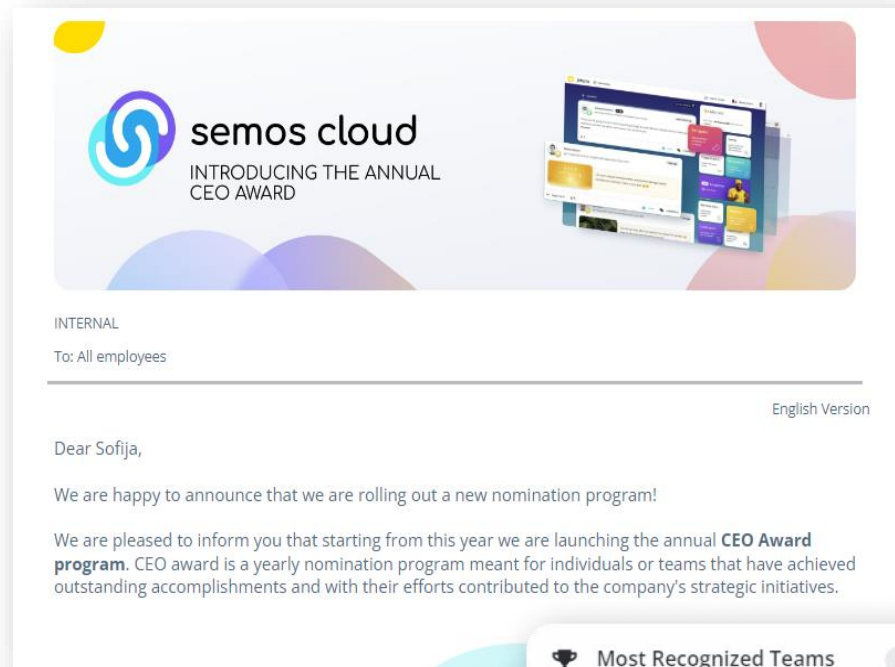 semos cloud
INTRODUCING THE ANNUAL
CEO AWARD
INTERNAL
To: All employees
English Version
Dear Sofija,
We are happy to announce that we are rolling out a new nomination program!
We are pleased to inform you that starting from this year we are launching the annual CEO Award
program. CEO award is a yearly nomination program meant for individuals or teams that have achieved
outstanding accomplishments and with their efforts contributed to the company's strategic initiatives.
Most Recognized Teams